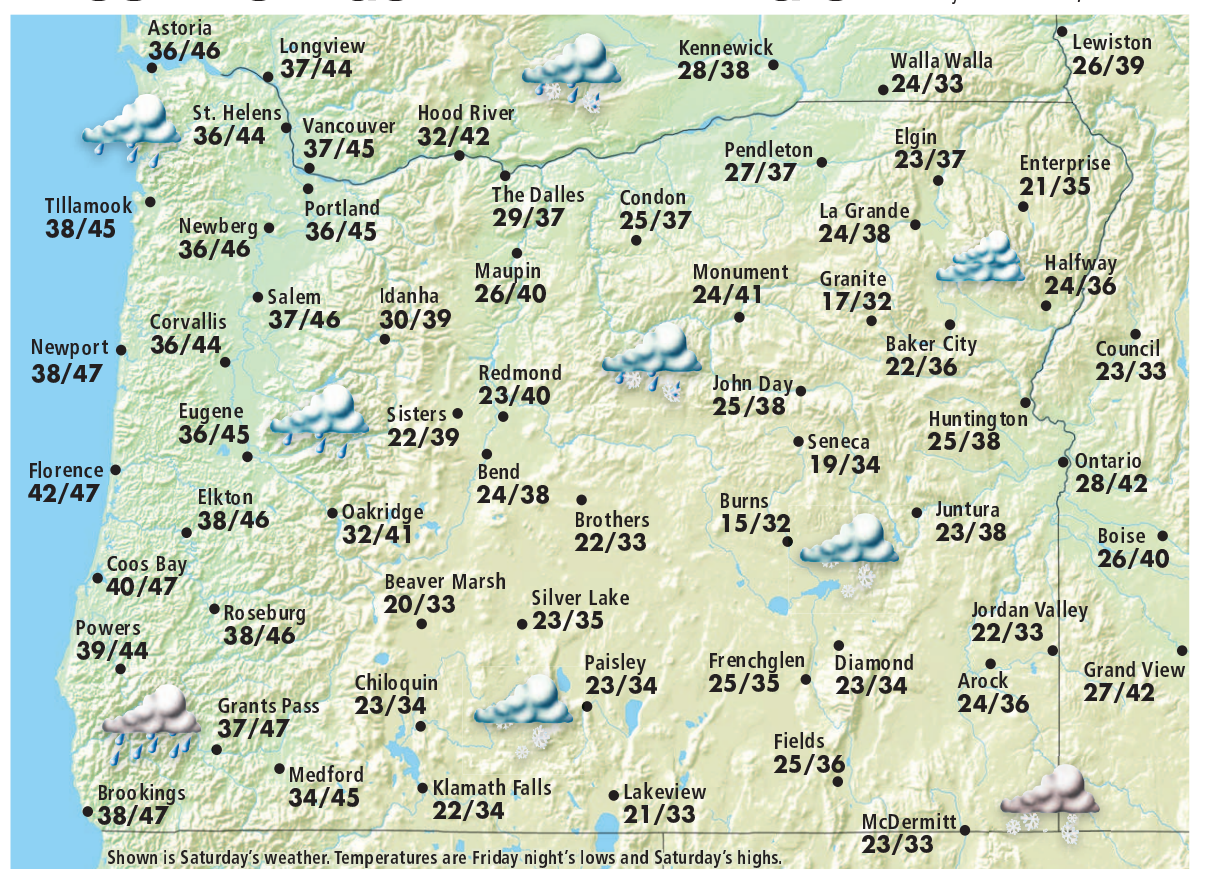 Astoria
36/46
Longview
37/44
Kennewick
28/38
Walla Walla
24/33
Lewiston
26/39
St. Helens
36/44
Vancouver
37/45
Hood River
32/42
Pendleton
27/37
Elgin
23/37
Enterprise
21/35
TIllamook
38/45
Newberg
36/46
Portland
36/45
The Dalles
29/37
Condon
25/37
La Grande
24/38
Maupin
26/40
Monument
24/41
Granite
17/32
Halfway
24/36
Salem
37/46
Idanha
30/39
Corvallis
36/44
Newport
38/47
Baker City
22/36
Council
23/33
Redmond
23/40
John Day
25/38
Eugene
36/45
Sisters
22/39
Huntington
25/38
Seneca
19/34
Florence
42/47
Bend
24/38
Ontario
28/42
Elkton
38/46
Oakridge
32/41
Brothers
22/33
Burns
15/32
Juntura
23/38
Boise
26/40
Coos Bay
40/47
Beaver Marsh
20/33
Silver Lake
23/35
Roseburg
38/46
Jordan Valley
22/33
Powers
39/44
Paisley
23/34
Frenchglen
25/35
Diamond
23/34
Arock
24/36
Grand View
27/42
Chiloquin
23/34
Grants Pass
37/47
Fields
25/36
Medford
34/45
Brookings
38/47
Klamath Falls
22/34
Lakeview
21/33
McDermitt
23/33
Shown is Saturday's weather. Temperatures are Friday night's lows and Saturday's highs.